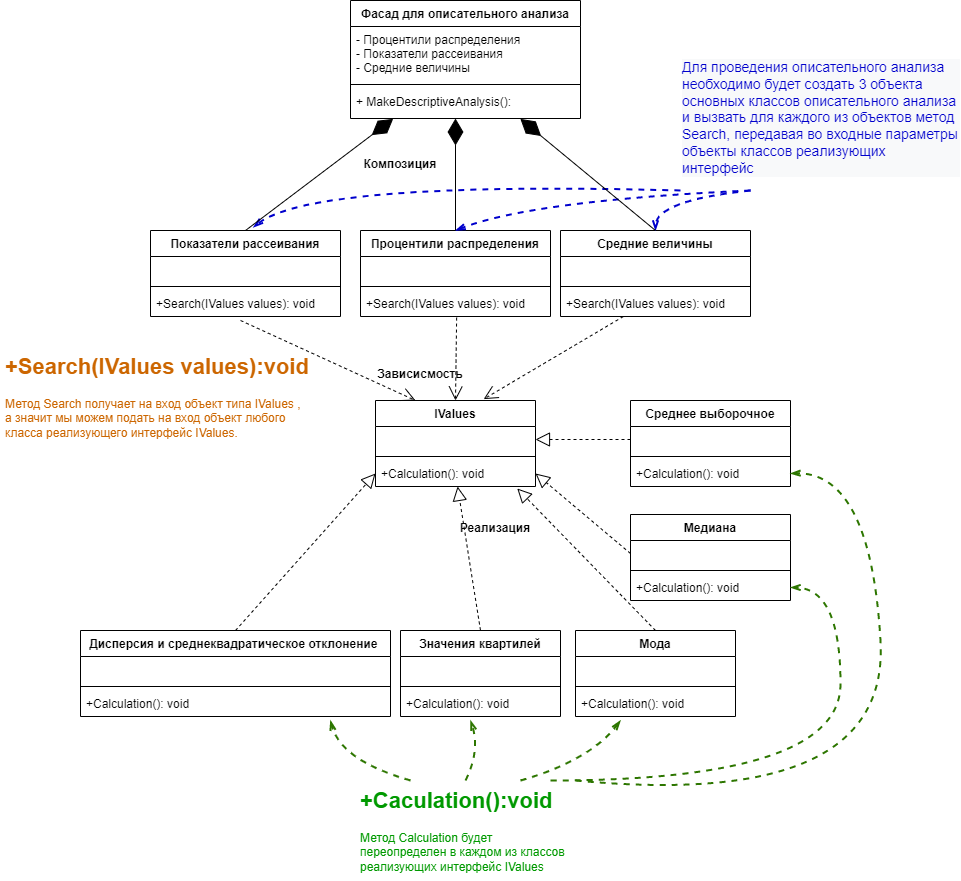 Фасад для описательного анализа
- Процентили распределения
- Показатели рассеивания
- Средние величины
+ MakeDescriptiveAnalysis():
Для проведения описательного анализа
необходимо будет создать 3 объекта
основных классов описательного анализа
и вызвать для каждого из объектов метод
Search, передавая во входные параметры
объекты классов реализующих
интерфейс
Композиция
Показатели рассеивания
+Search(IValues values): void
Процентили распределения
+Search(IValues values): void
Средние величины
+Search(IValues values): void
+Search(IValues values):void
Метод Search получает на вход объект типа IValues ,
а значит мы можем подать на вход объект любого
класса реализующего интерфейс IValues.
Зависисмость
IValues
+Calculation(): void
Среднее выборочное
+Calculation(): void
Медиана
+Calculation(): void
Реализация
Дисперсия и среднеквадратическое отклонение
+Calculation(): void
Значения квартилей
+Calculation(): void
Мода
+Calculation(): void
+Caculation():void
Метод Calculation будет
переопределен в каждом из классов
реализующих интерфейс IValues